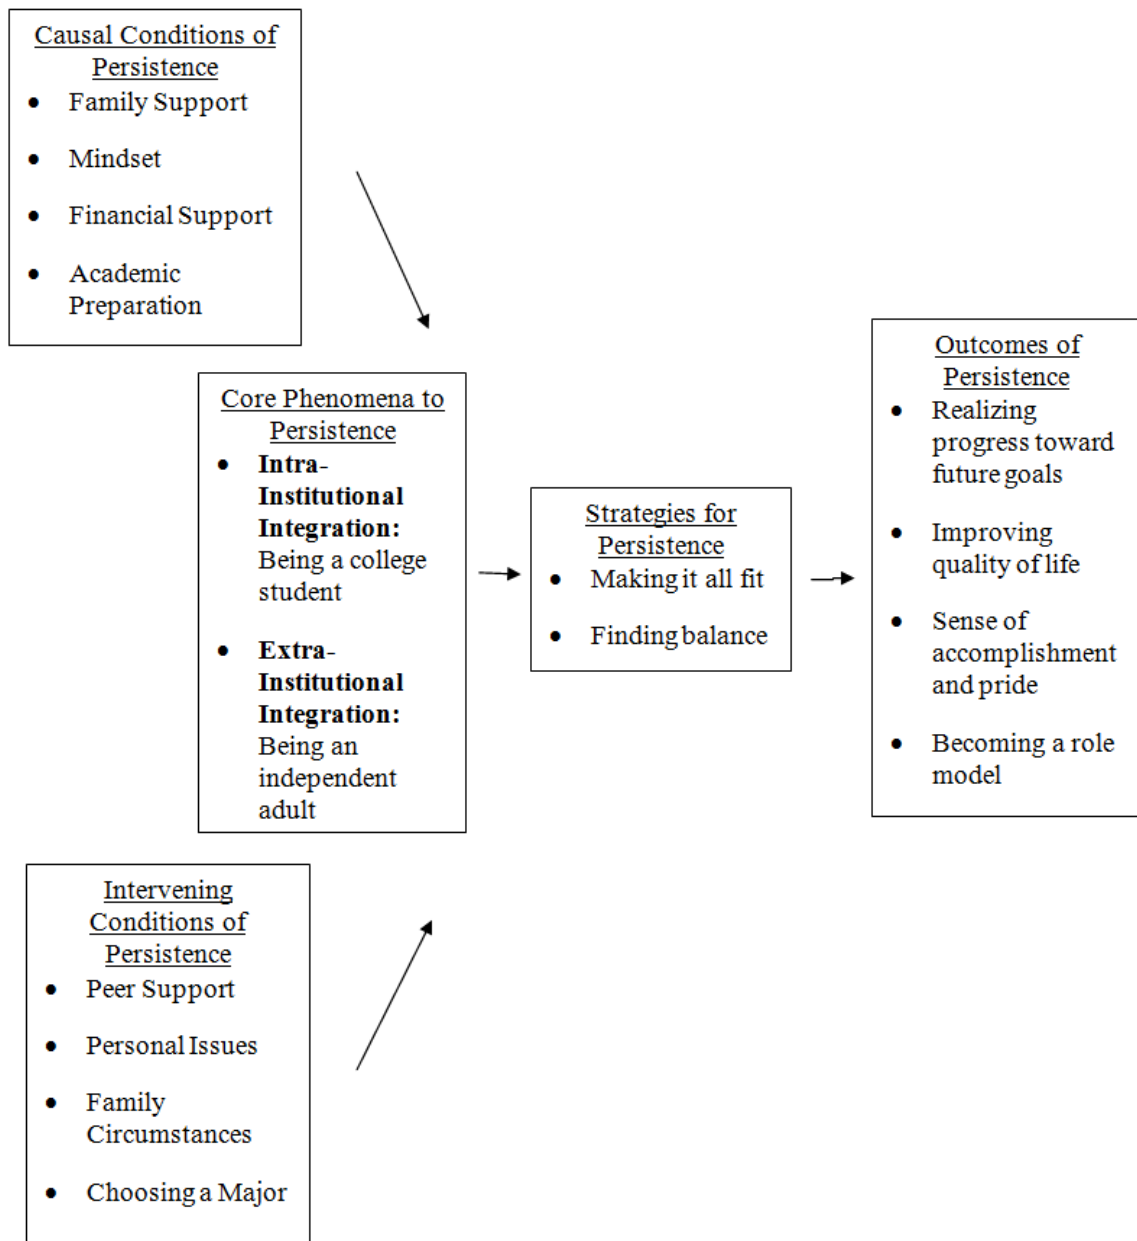 Causal Conditions of
Persistence
● Family Support
● Mindset
● Financial Support
● Academic
Preparation
Core Phenomena to
Persistence
● Intra-
Institutional
Integration:
Being a college
student
● Extra-
Institutional
Integration:
Being an
independent
adult
Intervening
Conditions of
Persistence
● Peer Support
● Personal Issues
● Family
Circumstances
● Choosing a Major
Strategies for
Persistence
● Making it all fit
● Finding balance
Outcomes of
Persistence
● Realizing
progress toward
future goals
● Improving
quality of life
● Sense of
accomplishment
and pride
● Becoming a role
model